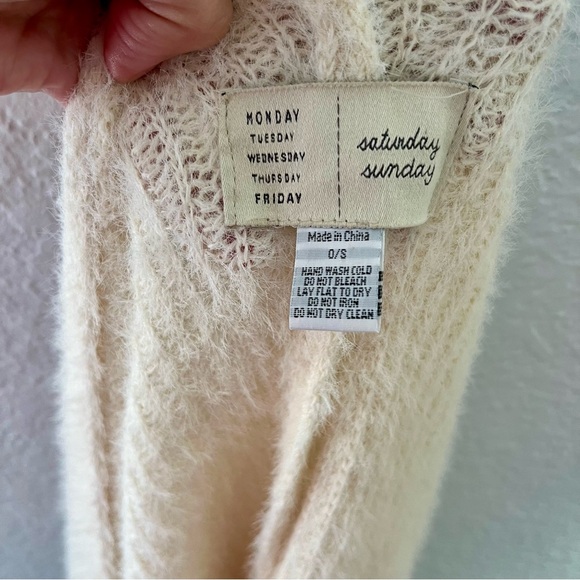 MONDAY
TUESDAY
WEDNESDAY
THURSDAY
FRIDAY
saturday
sunday
Made in China
O/S
HAND WASH COLD
DO NOT BLEACH
LAY FLAT TO DRY
DO NOT IRON
DO NOT DRY CLEAN